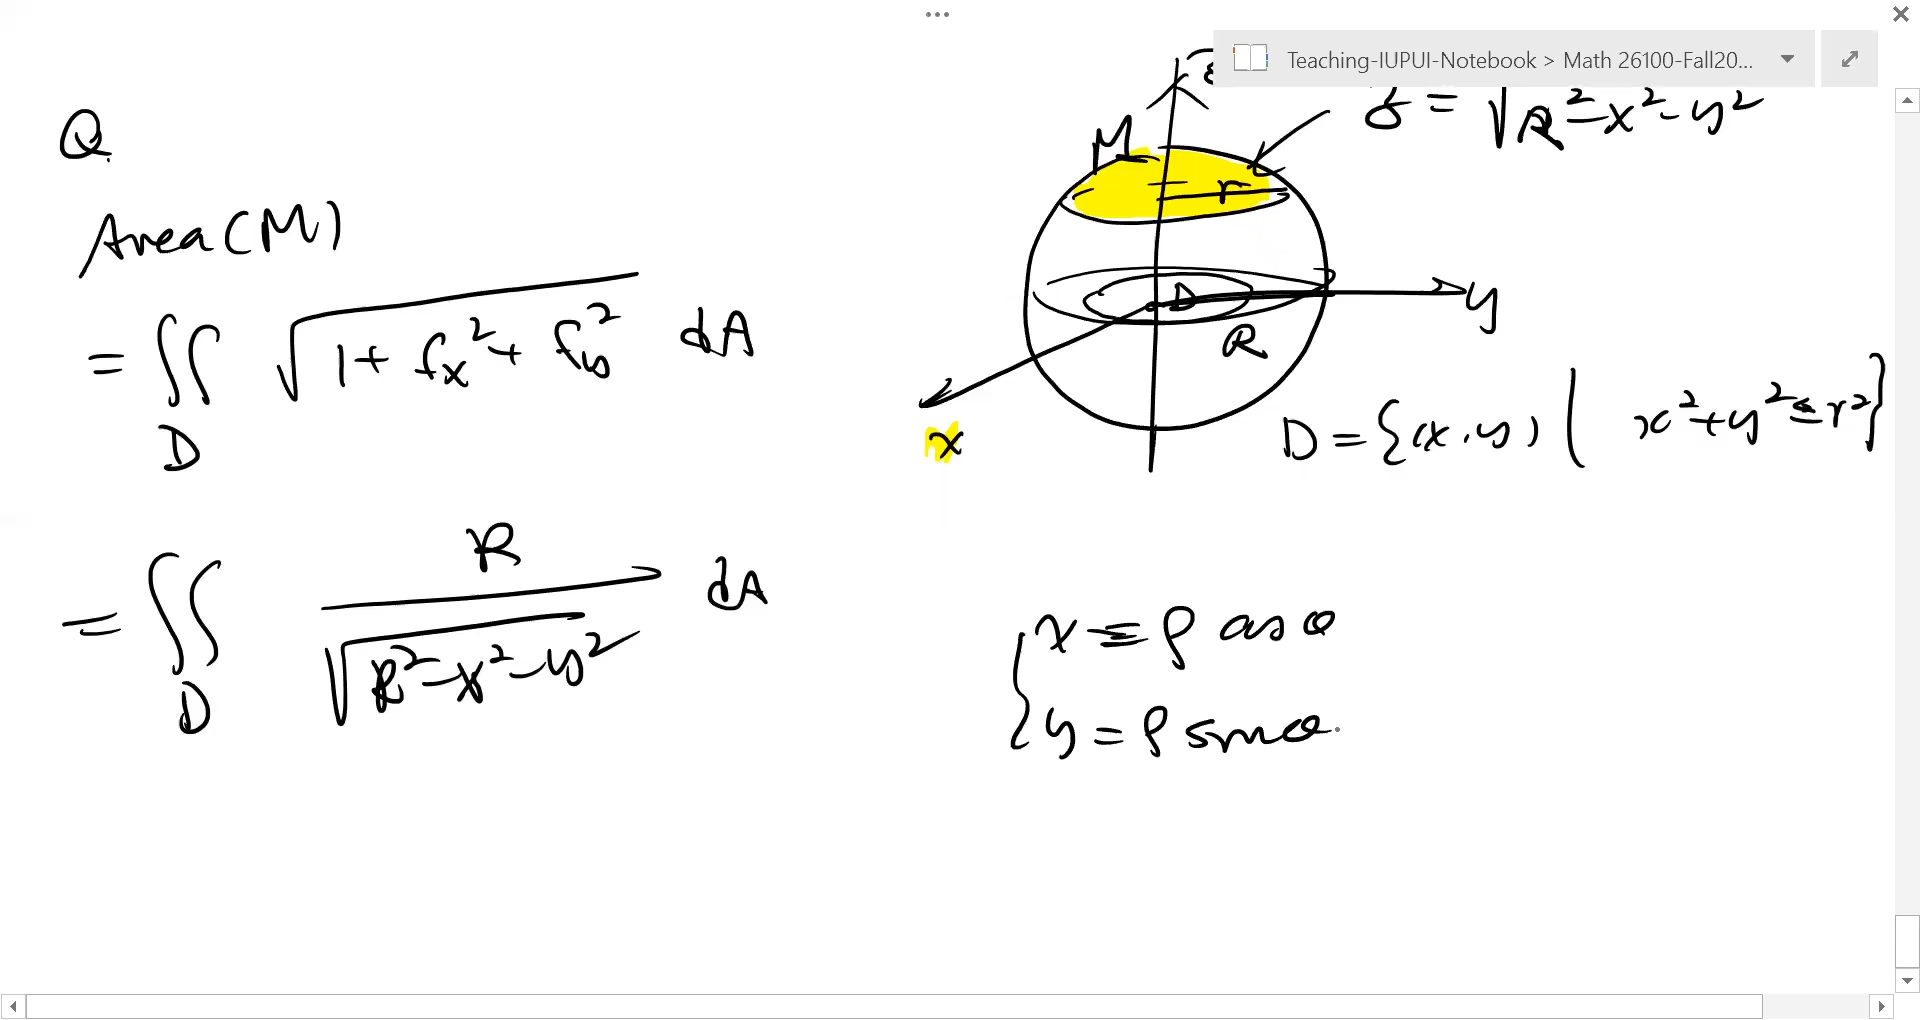 Teaching-IUPUI-Notebook > Math 26100-Fall20...
Q.
z = √R²-x²-y²
M
r
Area(M)
D
y
R
= ∬ √1+fx²+fy² dA
D
x
D = {(x,y) | x²+y²≤r²}
= ∬ R/√R²-x²-y² dA
D
{ x = ρ cos θ
y = ρ sin θ